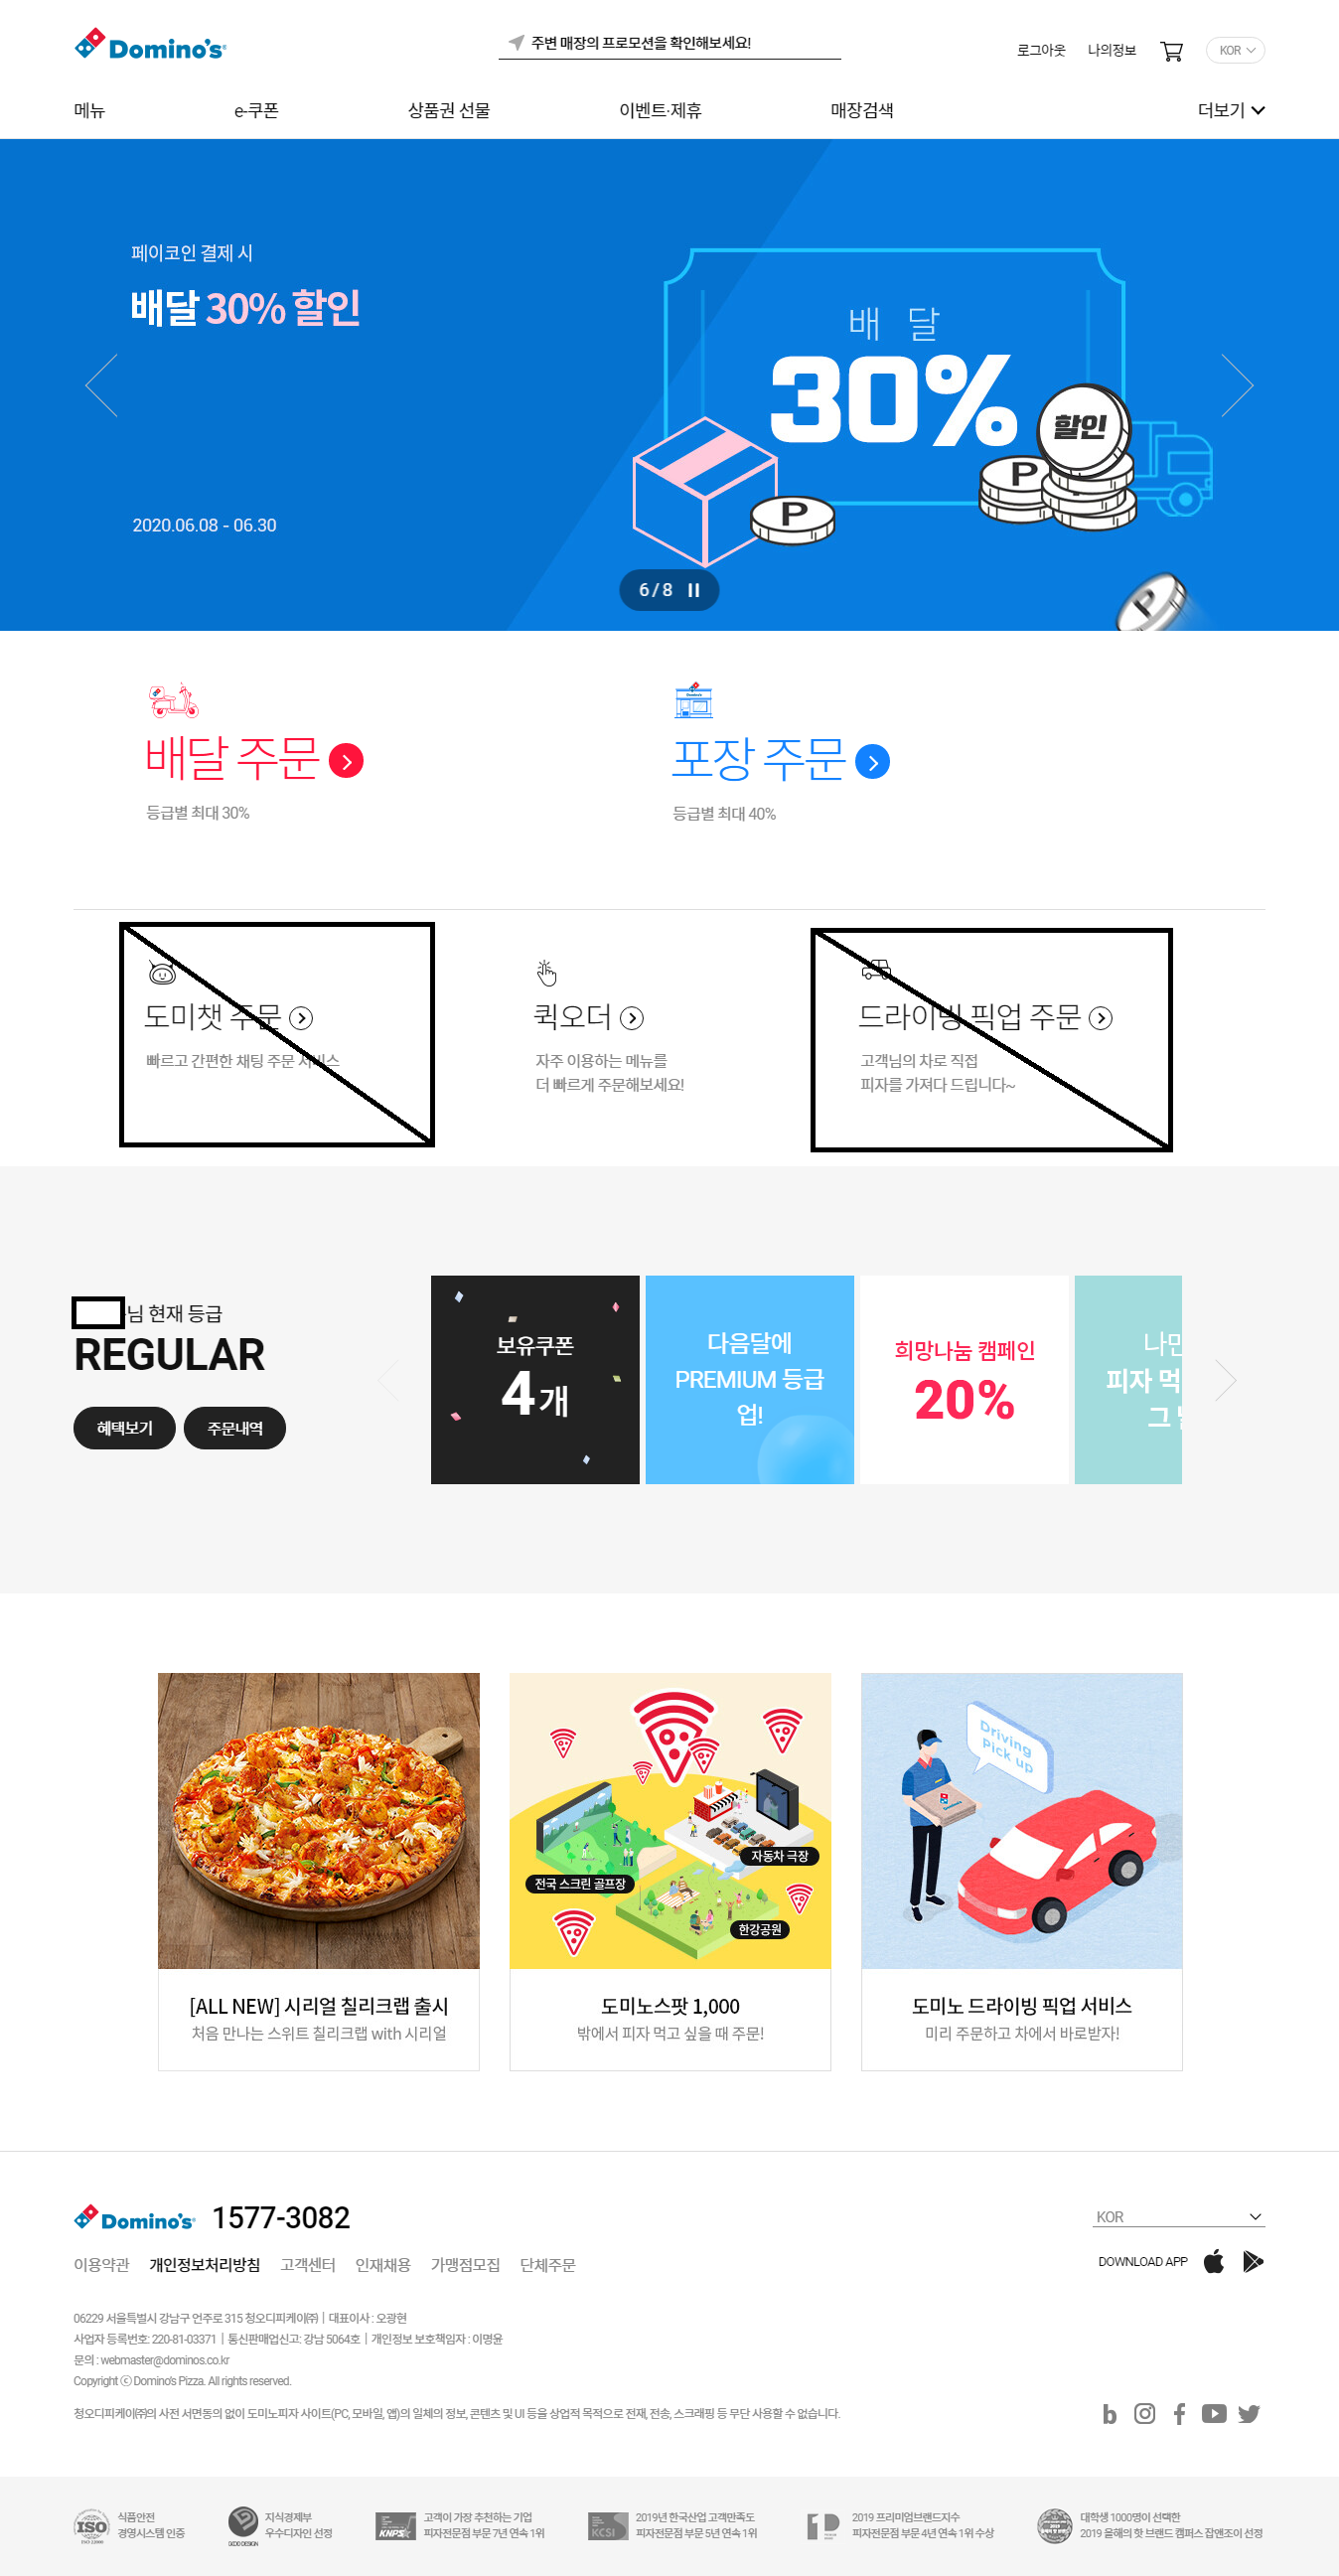 Domino's
주변 매장의 프로모션을 확인해보세요!
로그아웃
나의정보
KOR
메뉴
e-쿠폰
상품권 선물
이벤트·제휴
매장검색
더보기
페이코인 결제 시
배달 30% 할인
2020.06.08 - 06.30
배 달
30%
할인
P
P
P
6 / 8
배달 주문
등급별 최대 30%
포장 주문
등급별 최대 40%
도미챗 주문
빠르고 간편한 채팅 주문 서비스
퀵오더
자주 이용하는 메뉴를
더 빠르게 주문해보세요!
드라이빙 픽업 주문
고객님의 차로 직접
피자를 가져다 드립니다~
님 현재 등급
REGULAR
혜택보기
주문내역
보유쿠폰
4개
다음달에
PREMIUM 등급
업!
희망나눔 캠페인
20%
피자 먹
그
Driving
Pick up
자동차 극장
전국 스크린 골프장
한강공원
[ALL NEW] 시리얼 칠리크랩 출시
처음 만나는 스위트 칠리크랩 with 시리얼
도미노스팟 1,000
밖에서 피자 먹고 싶을 때 주문!
도미노 드라이빙 픽업 서비스
미리 주문하고 차에서 바로받자!
Domino's
1577-3082
KOR
이용약관
개인정보처리방침
고객센터
인재채용
가맹점모집
단체주문
DOWNLOAD APP
06229 서울특별시 강남구 언주로 315 청오디피케이㈜ | 대표이사 : 오광현
사업자 등록번호: 220-81-03371 | 통신판매업신고: 강남 5064호 | 개인정보 보호책임자 : 이명윤
문의 : webmaster@dominos.co.kr
Copyright ⓒ Domino's Pizza. All rights reserved.
청오디피케이㈜의 사전 서면동의 없이 도미노피자 사이트(PC, 모바일, 앱)의 일체의 정보, 콘텐츠 및 UI 등을 상업적 목적으로 전재, 전송, 스크래핑 등 무단 사용할 수 없습니다.
ISO
식품안전
경영시스템 인증
지식경제부
우수디자인 선정
KNPS
고객이 가장 추천하는 기업
피자전문점 부문 7년 연속 1위
KCSI
2019년 한국산업 고객만족도
피자전문점 부문 5년 연속 1위
2019 프리미엄브랜드지수
피자전문점 부문 4년 연속 1위 수상
대학생 1000명이 선택한
2019 올해의 핫 브랜드 캠퍼스 잡앤조이 선정